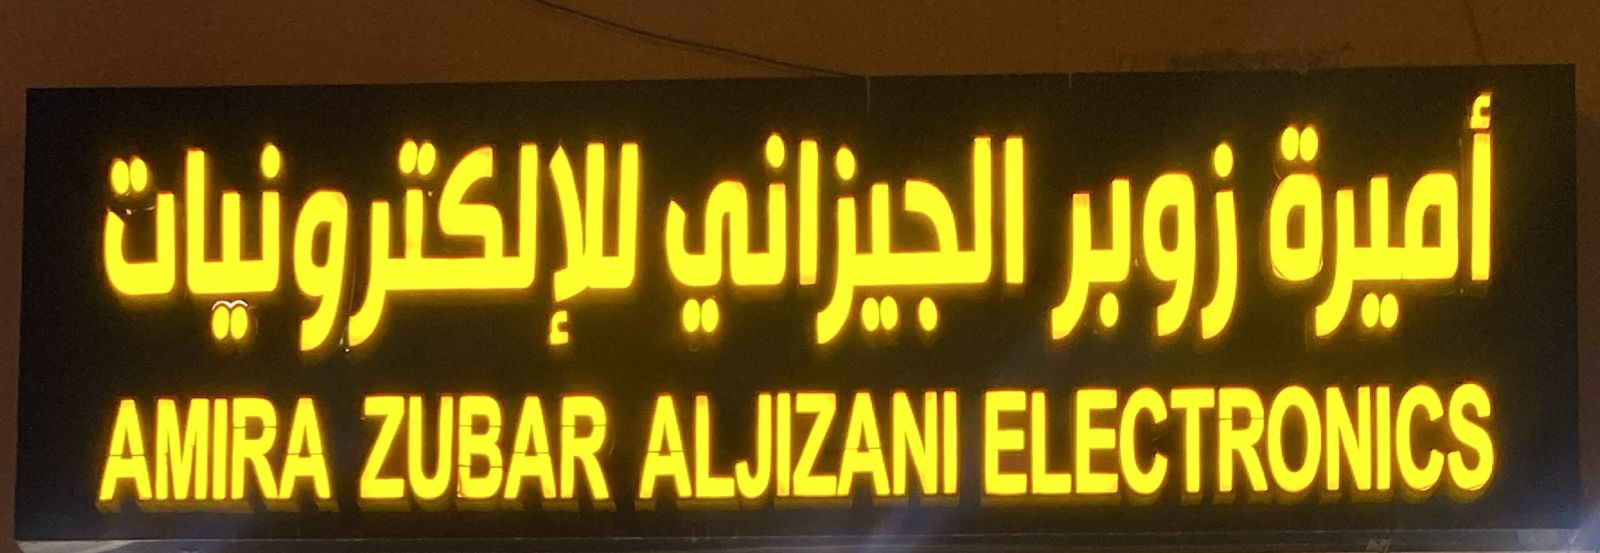 أميرة زوبر الجيزاني للإلكترونيات
AMIRA ZUBAR ALJIZANI ELECTRONICS